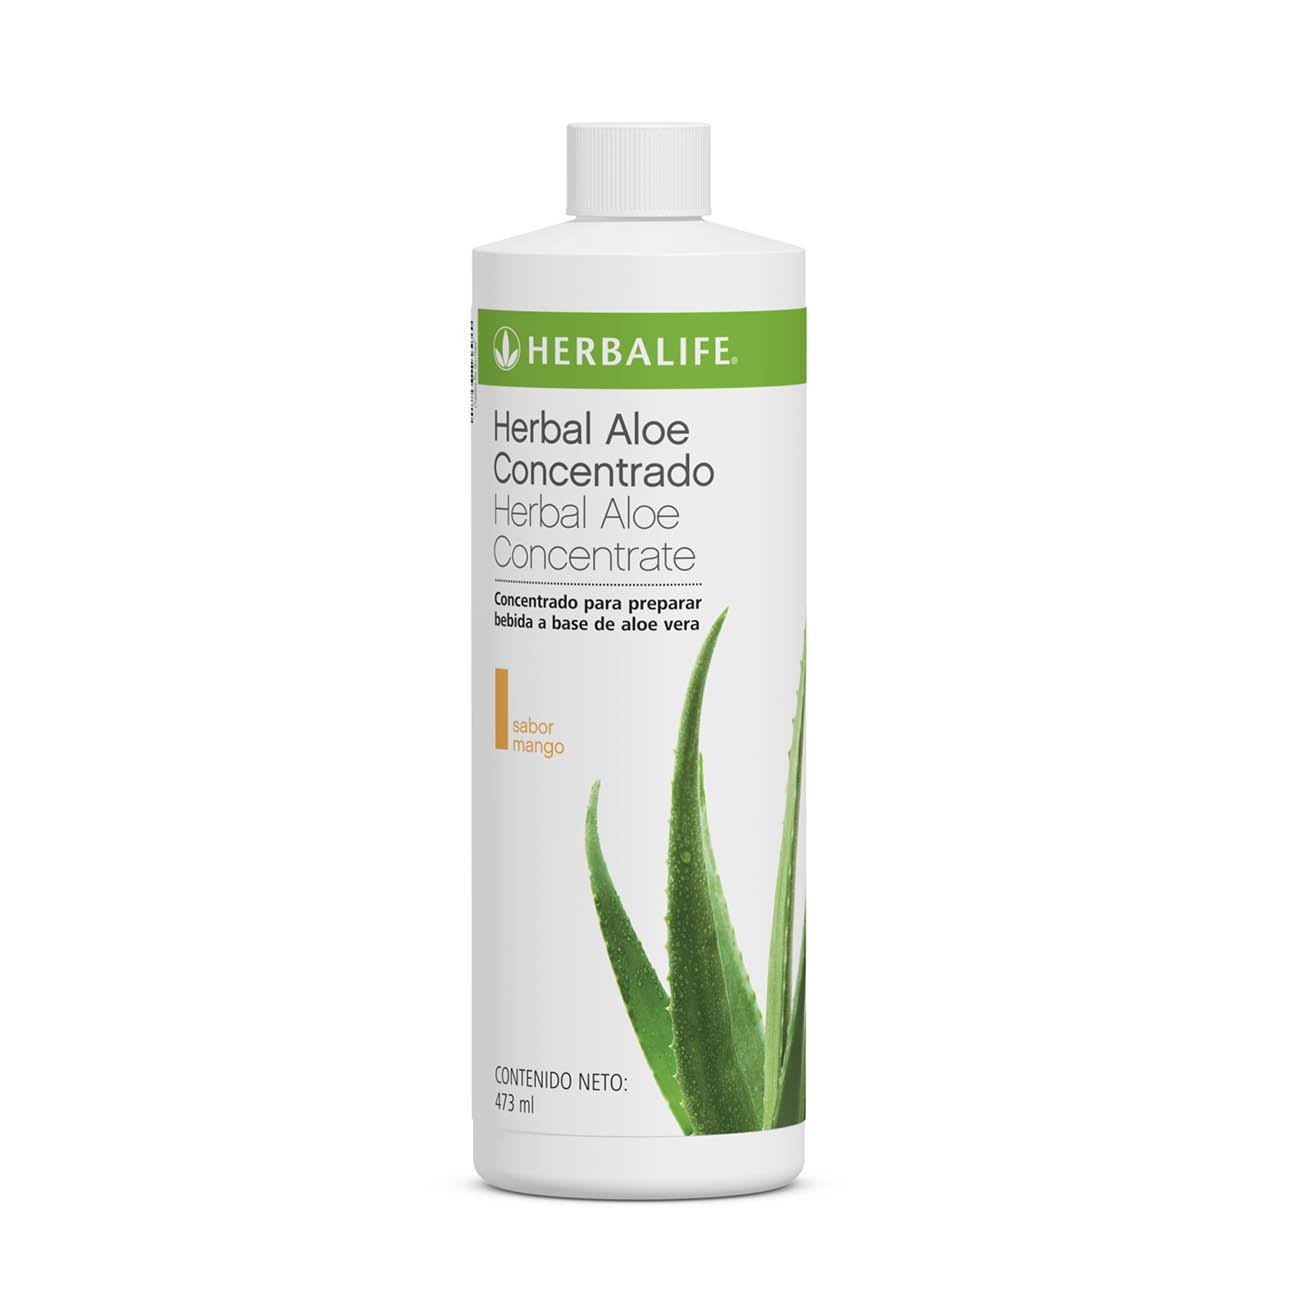 HERBALIFE®
Herbal Aloe
Concentrado
Herbal Aloe
Concentrate
Concentrado para preparar
bebida a base de aloe vera
sabor
mango
CONTENIDO NETO:
473 ml